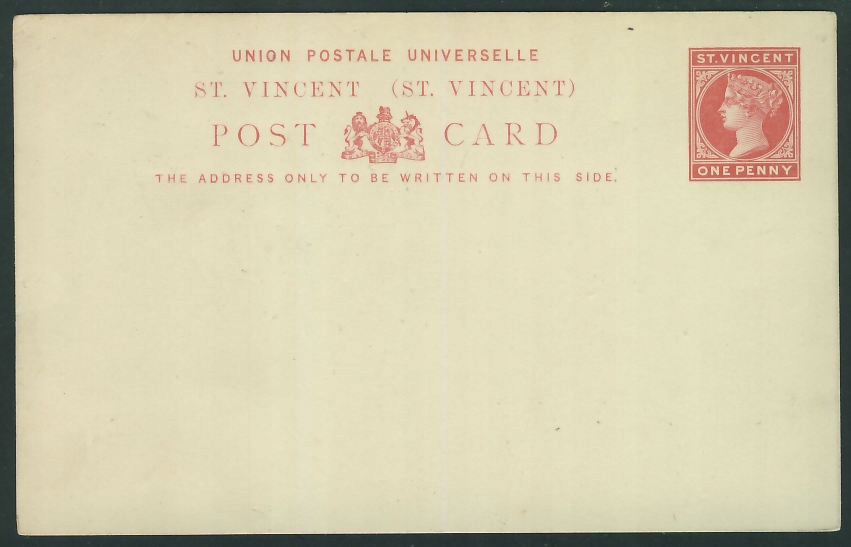 UNION POSTALE UNIVERSELLE
ST. VINCENT (ST. VINCENT)
POST CARD
THE ADDRESS ONLY TO BE WRITTEN ON THIS SIDE.
ST. VINCENT
ONE PENNY